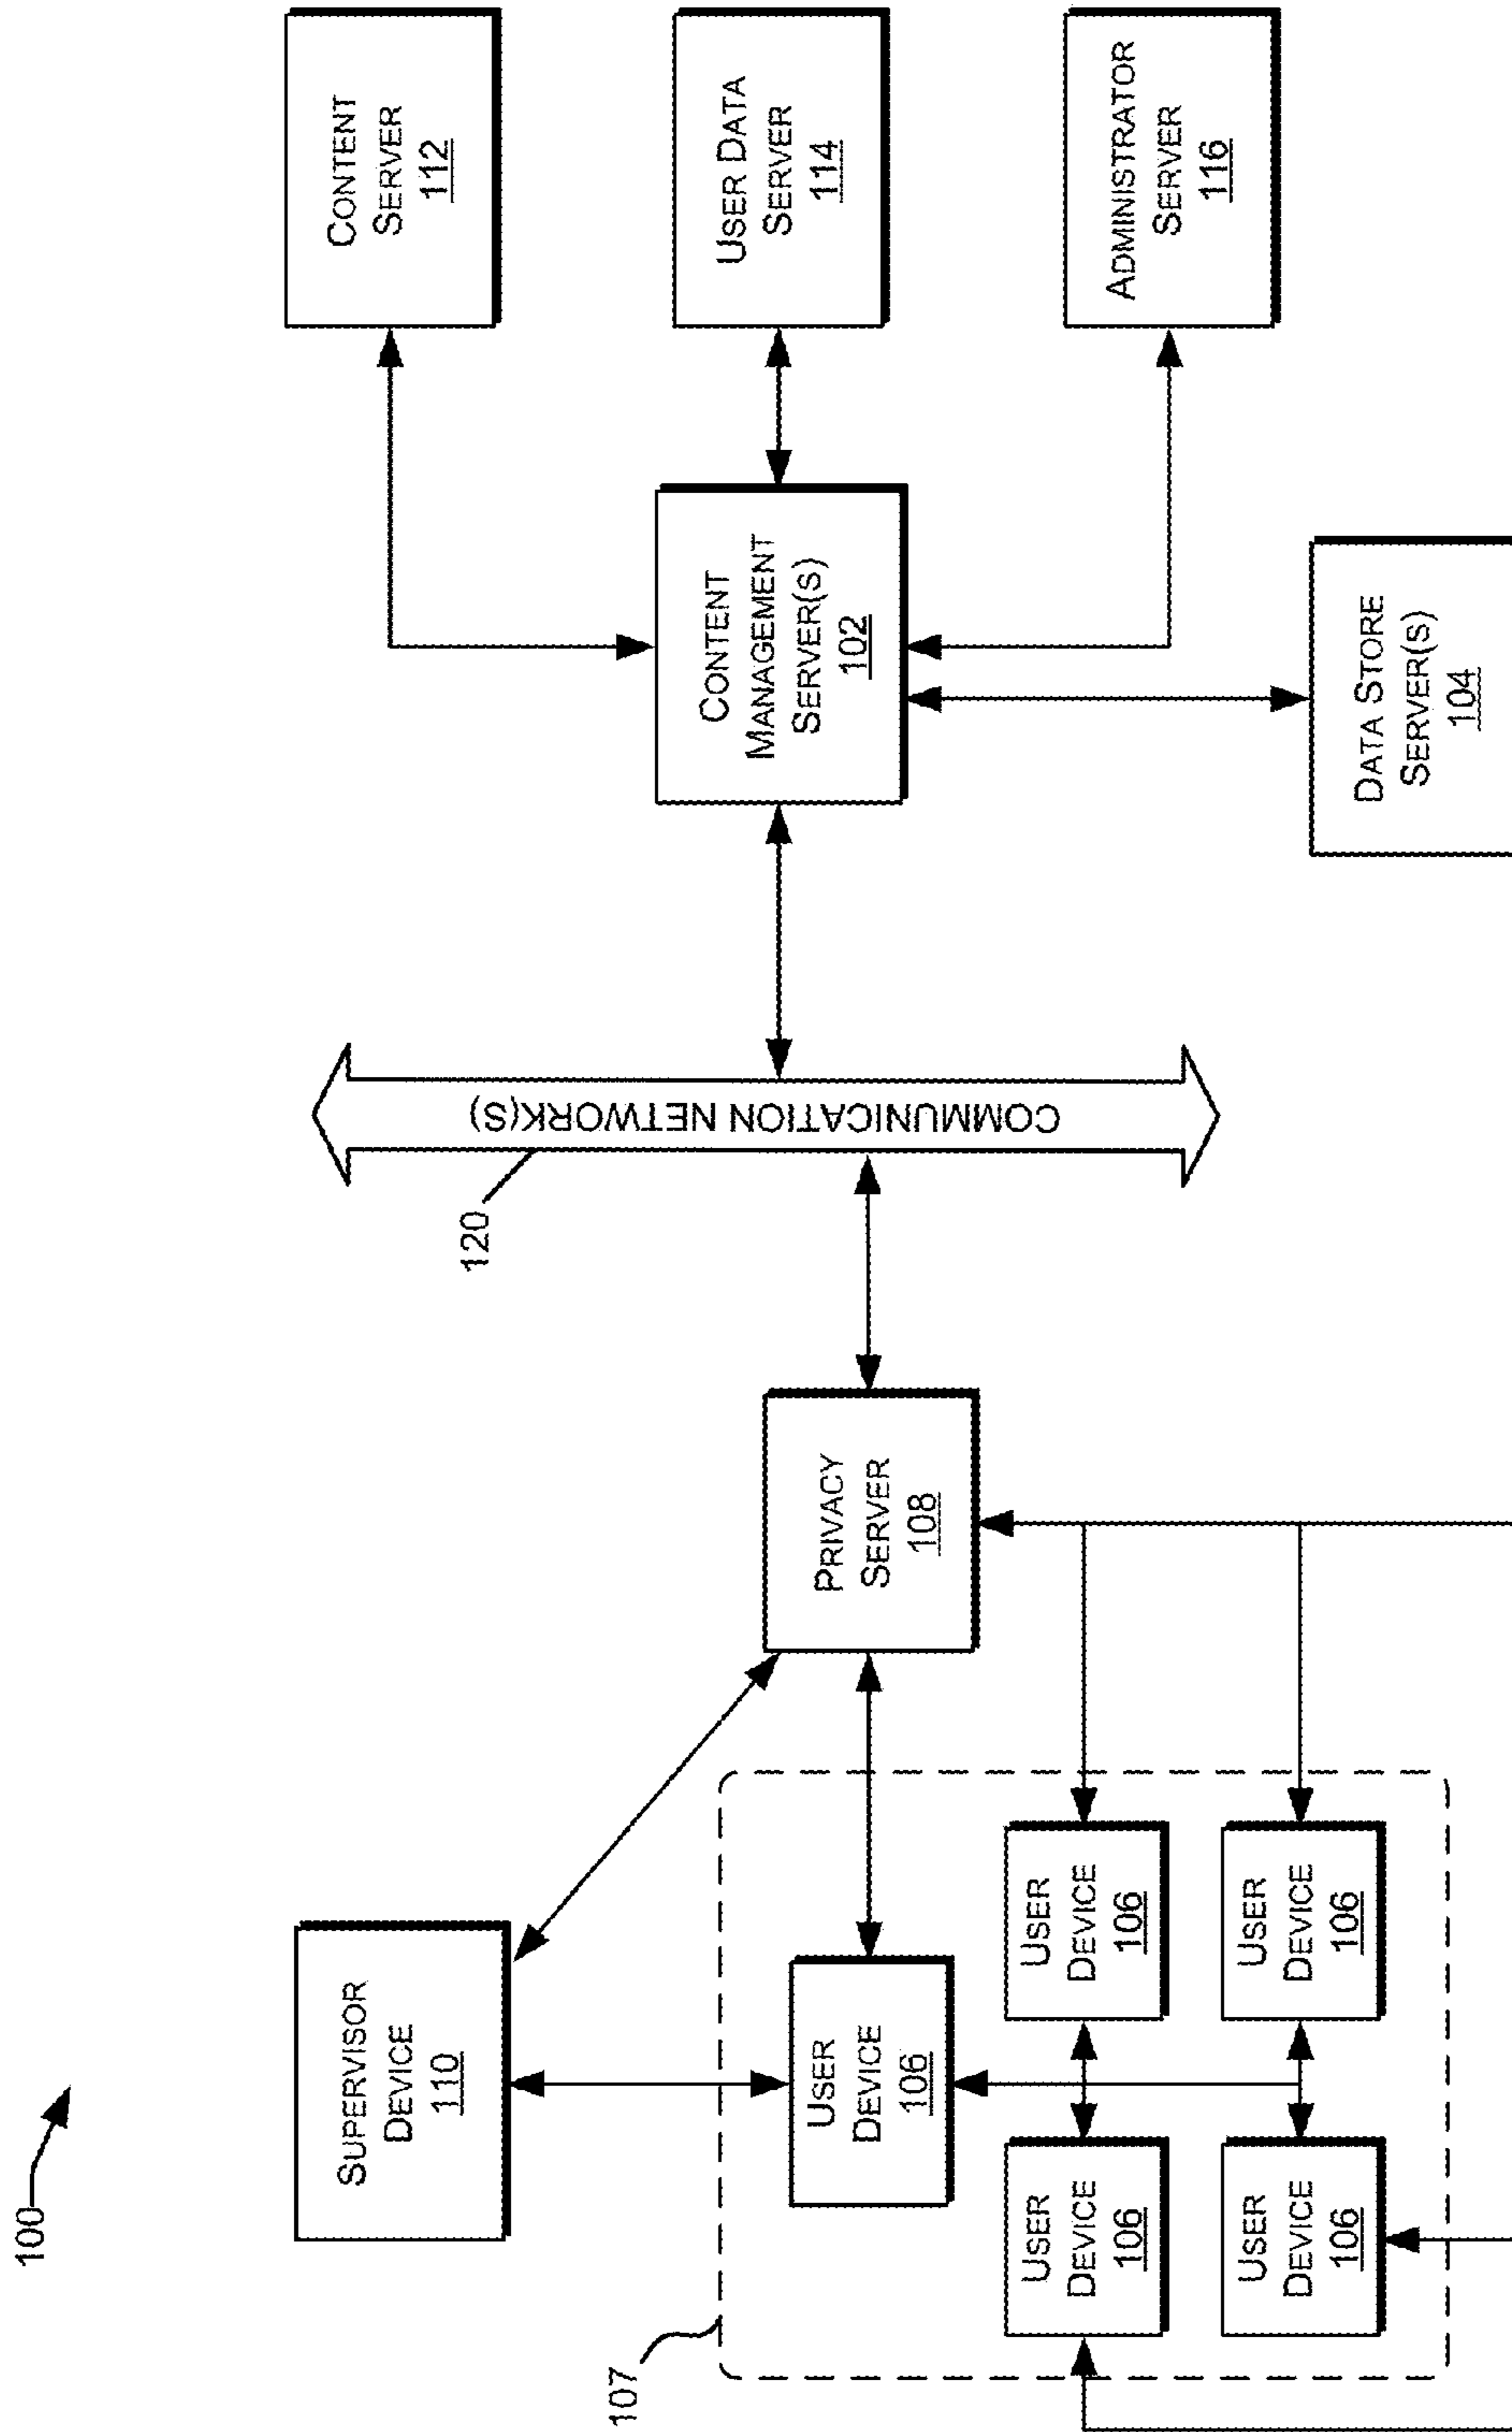 100
SUPERVISOR
DEVICE
110
107
USER
DEVICE
106
USER
DEVICE
106
USER
DEVICE
106
USER
DEVICE
106
USER
DEVICE
106
PRIVACY
SERVER
108
120
COMMUNICATION NETWORK(S)
CONTENT
MANAGEMENT
SERVER(S)
102
CONTENT
SERVER
112
USER DATA
SERVER
114
ADMINISTRATOR
SERVER
116
DATA STORE
SERVER(S)
104